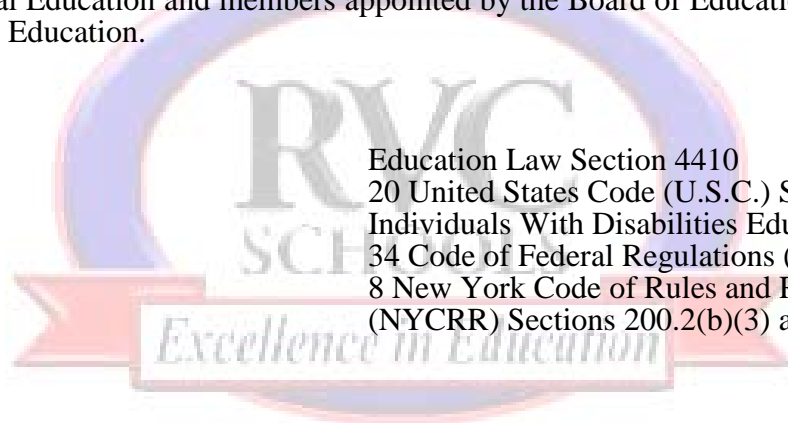 al Education and members appointed by the Board of Educatio
Education.
RVC
SCHOOLS
Education Law Section 4410
20 United States Code (U.S.C.) S
Individuals With Disabilities Edu
34 Code of Federal Regulations (
8 New York Code of Rules and R
(NYCRR) Sections 200.2(b)(3) a
Excellence in Education